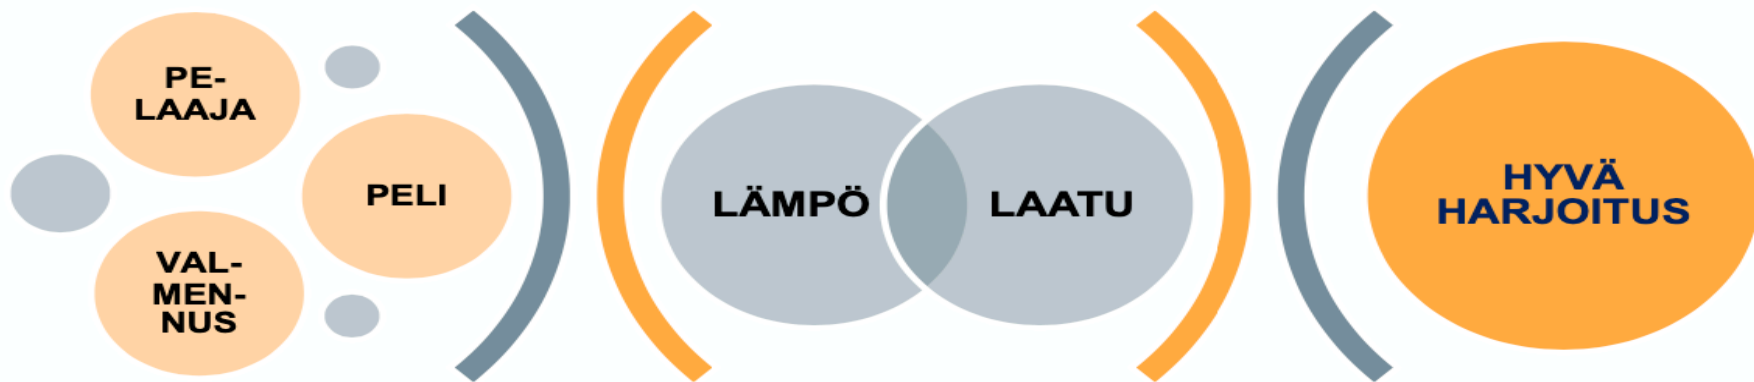 PE-
LAAJA
PELI
VAL-
MEN-
NUS
LÄMPÖ
LAATU
HYVÄ
HARJOITUS